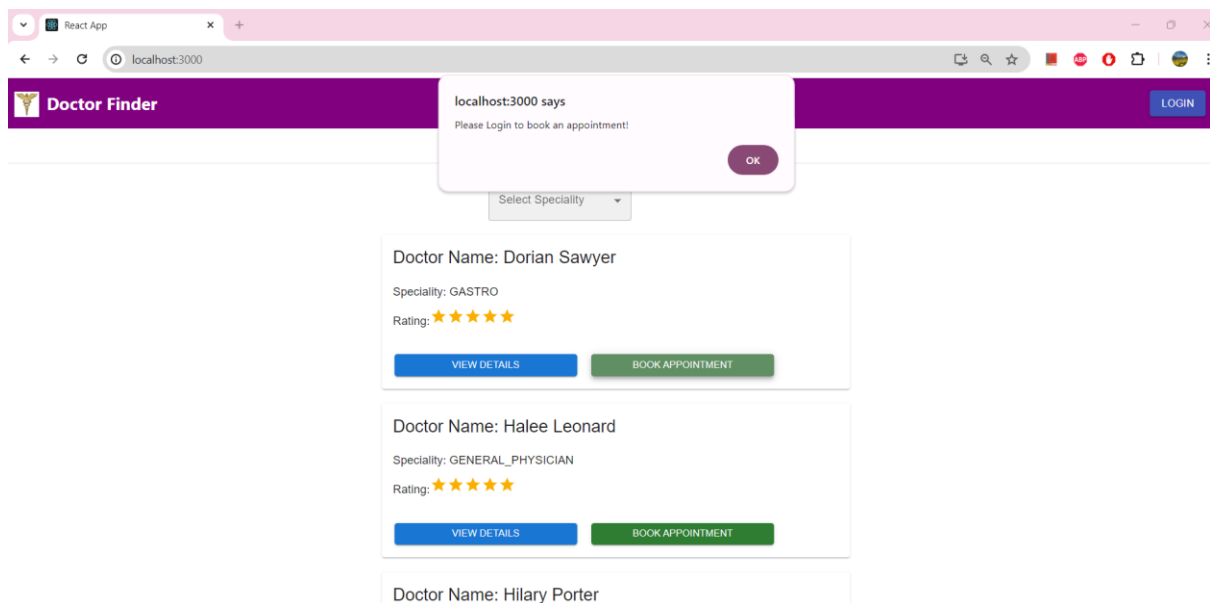 React App
localhost:3000
Doctor Finder
LOGIN
localhost:3000 says
Please Login to book an appointment!
OK
Select Speciality
Doctor Name: Dorian Sawyer
Speciality: GASTRO
Rating:
VIEW DETAILS BOOK APPOINTMENT
Doctor Name: Halee Leonard
Speciality: GENERAL_PHYSICIAN
Rating:
VIEW DETAILS BOOK APPOINTMENT
Doctor Name: Hilary Porter